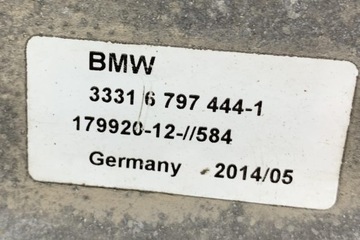 BMW
3331 6 797 444-1
179920-12-//584
Germany 2014/05